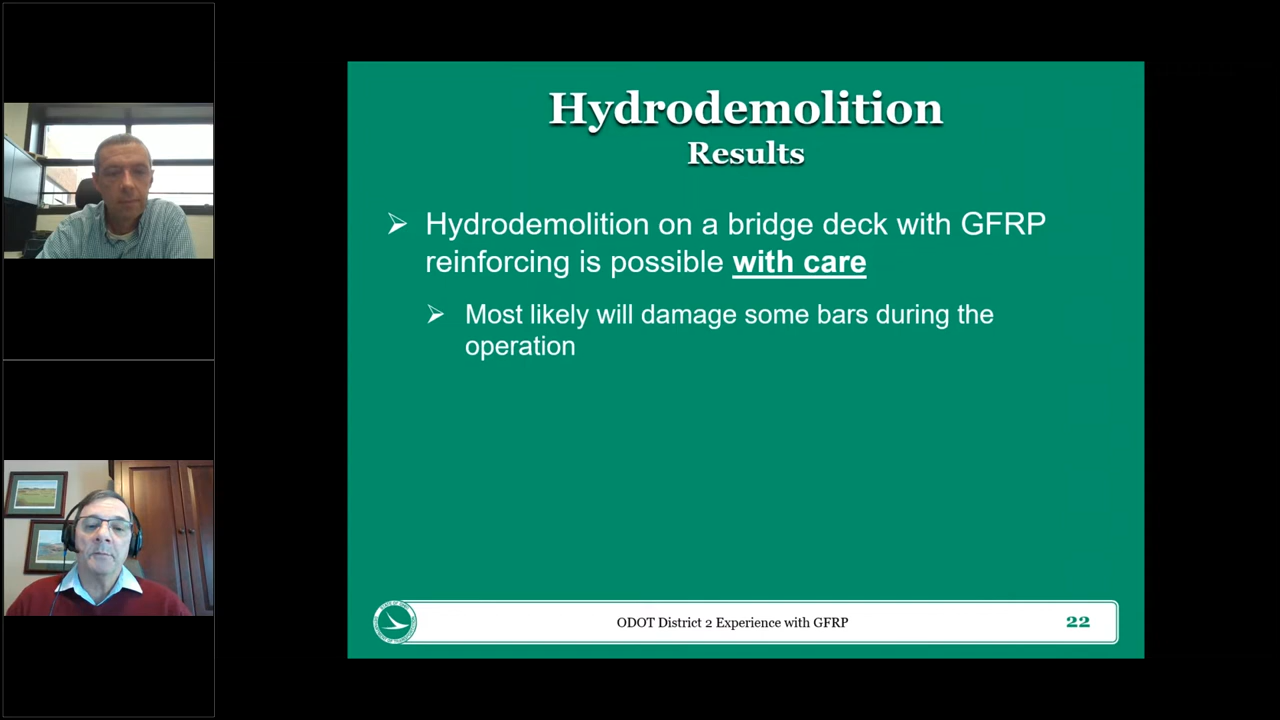 Hydrodemolition
Results
Hydrodemolition on a bridge deck with GFRP
reinforcing is possible with care
Most likely will damage some bars during the
operation
ODOT District 2 Experience with GFRP
22